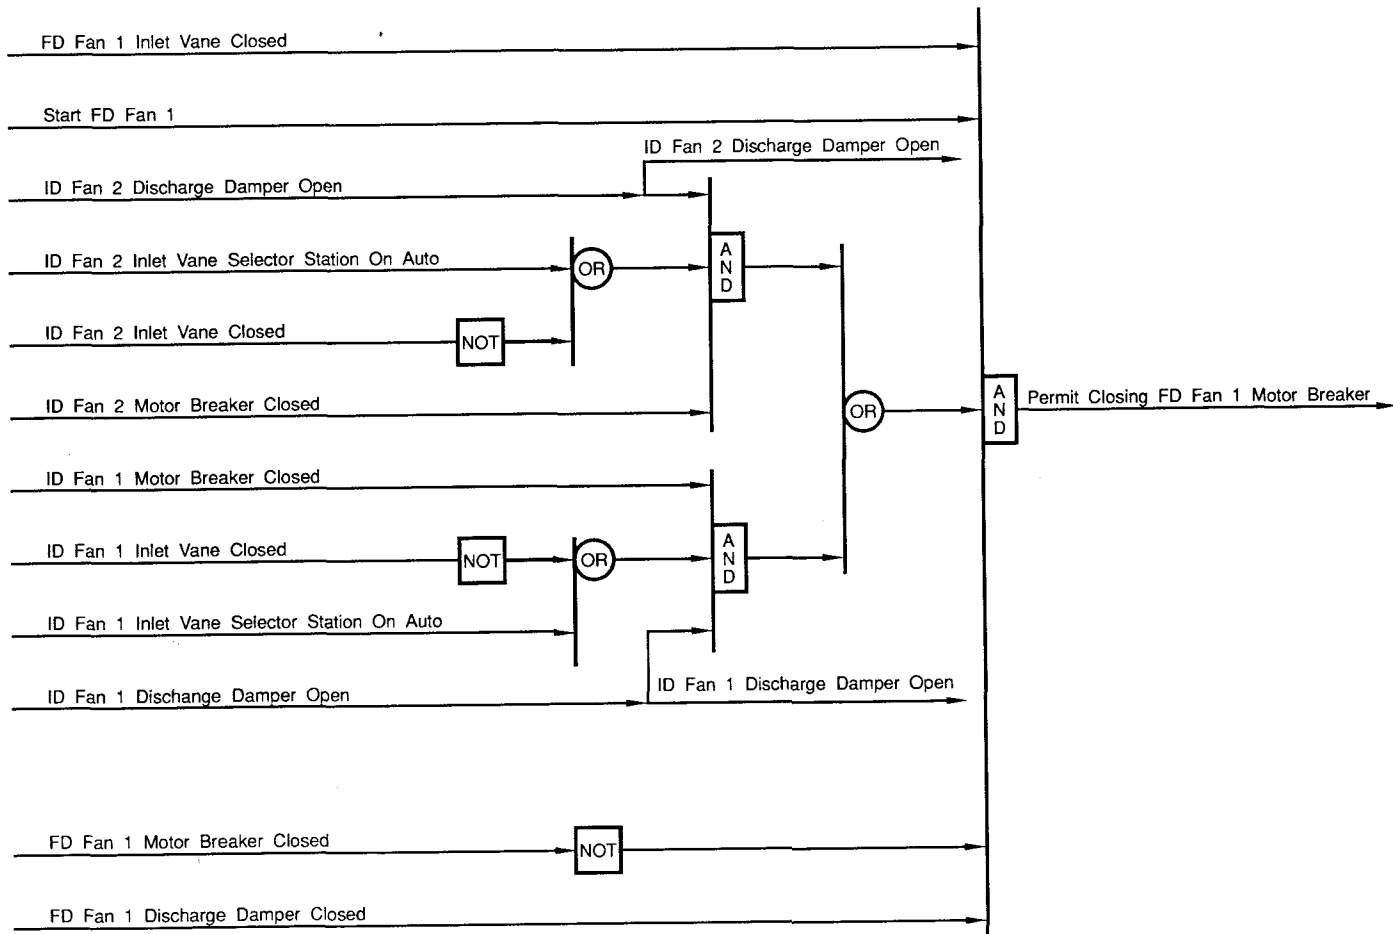 FD Fan 1 Inlet Vane Closed
Start FD Fan 1
ID Fan 2 Discharge Damper Open
ID Fan 2 Discharge Damper Open
ID Fan 2 Inlet Vane Selector Station On Auto
OR
AND
ID Fan 2 Inlet Vane Closed
NOT
ID Fan 2 Motor Breaker Closed
OR
AND
Permit Closing FD Fan 1 Motor Breaker
ID Fan 1 Motor Breaker Closed
ID Fan 1 Inlet Vane Closed
NOT
OR
AND
ID Fan 1 Inlet Vane Selector Station On Auto
ID Fan 1 Dischange Damper Open
ID Fan 1 Discharge Damper Open
FD Fan 1 Motor Breaker Closed
NOT
FD Fan 1 Discharge Damper Closed